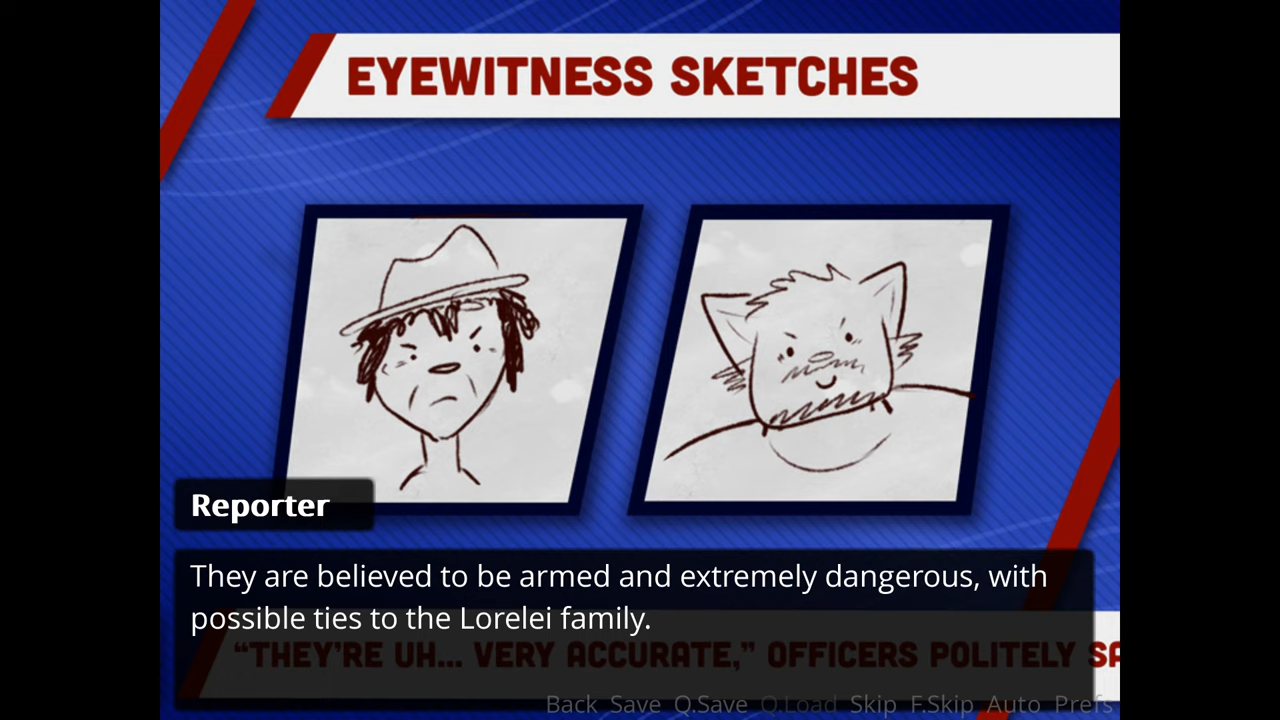 EYEWITNESS SKETCHES
Reporter
They are believed to be armed and extremely dangerous, with
possible ties to the Lorelei family.
“THEY’RE UH... VERY ACCURATE,” OFFICERS POLITELY SA
Back Save Q.Save Q.Load Skip F.Skip Auto Prefs